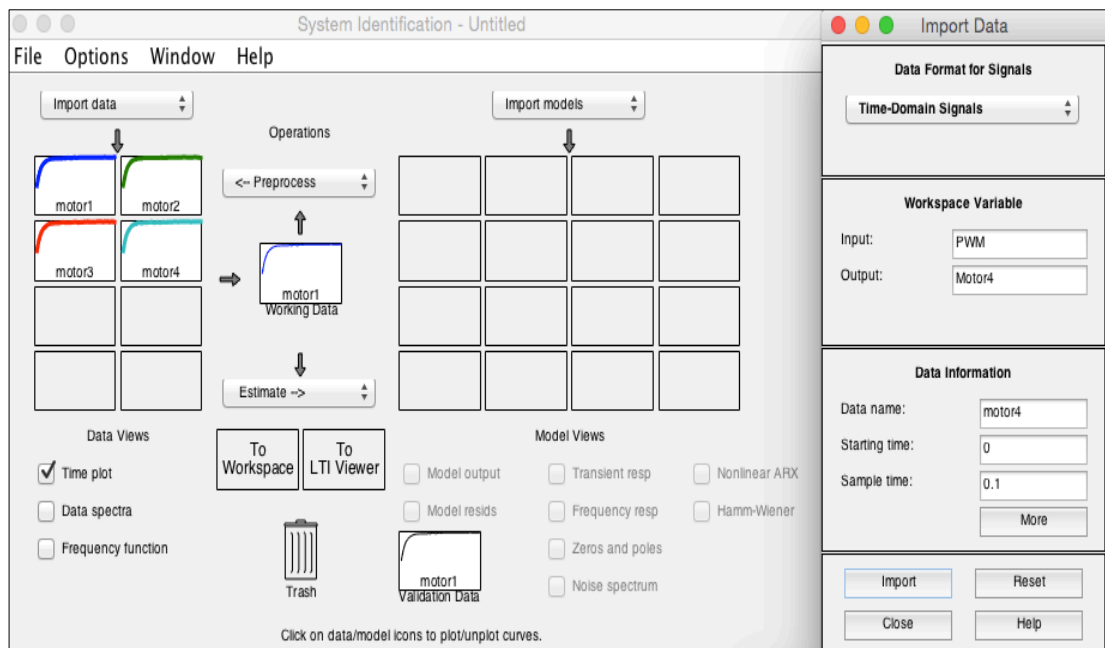 System Identification - Untitled
File Options Window Help
Import data
Import models
Operations
<-- Preprocess
motor1
motor2
motor3
motor4
motor1
Working Data
Estimate -->
Data Views
To Workspace
To LTI Viewer
Model Views
Time plot
Data spectra
Frequency function
Model output
Transient resp
Nonlinear ARX
Model resids
Frequency resp
Hamm-Wiener
Zeros and poles
Noise spectrum
Trash
motor1
Validation Data
Click on data/model icons to plot/unplot curves.
Import Data
Data Format for Signals
Time-Domain Signals
Workspace Variable
Input: PWM
Output: Motor4
Data Information
Data name: motor4
Starting time: 0
Sample time: 0.1
More
Import
Reset
Close
Help